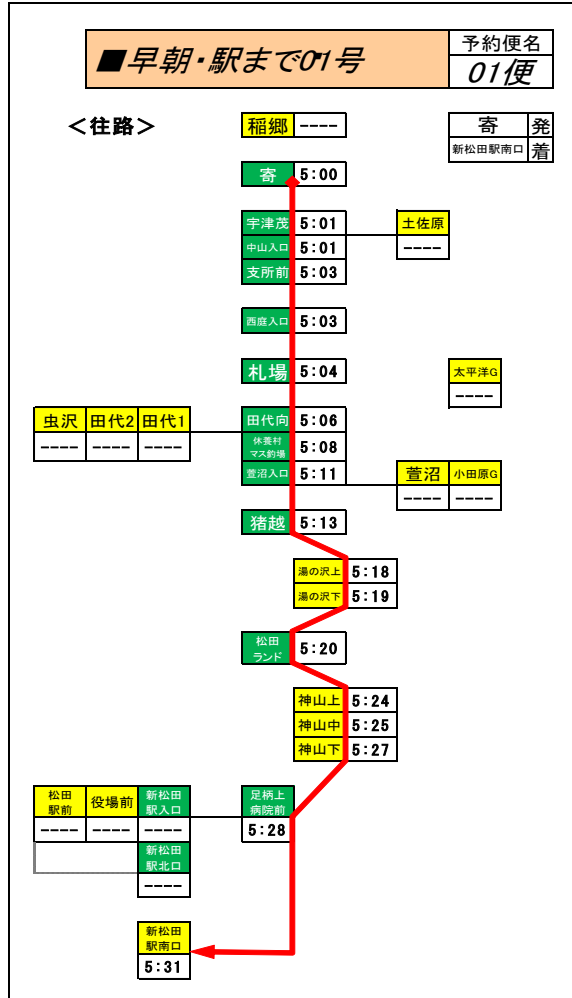 ■早朝・駅まで01号
予約便名
01便
＜往路＞
稲郷 ----
寄 発
新松田駅南口 着
寄 5:00
宇津茂 5:01
土佐原
中山入口 5:01
----
支所前 5:03
西庭入口 5:03
札場 5:04
太平洋G
----
虫沢 田代2 田代1
---- ---- ----
田代向 5:06
休養村
マス釣場
5:08
萱沼入口 5:11
萱沼 小田原G
---- ----
猪越 5:13
湯の沢上 5:18
湯の沢下 5:19
松田
ランド
5:20
神山上 5:24
神山中 5:25
神山下 5:27
松田
駅前
役場前
新松田
駅入口
足柄上
病院前
---- ---- ---- 5:28
新松田
駅北口
----
新松田
駅南口
5:31